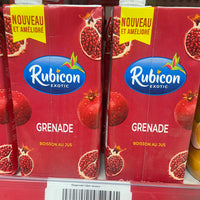 NOUVEAU
ET AMÉLIORÉ
Rubicon
EXOTIC
GRENADE
BOISSON AU JUS
NOUVEAU
ET AMÉLIORÉ
Rubicon
EXOTIC
GRENADE
BOISSON AU JUS